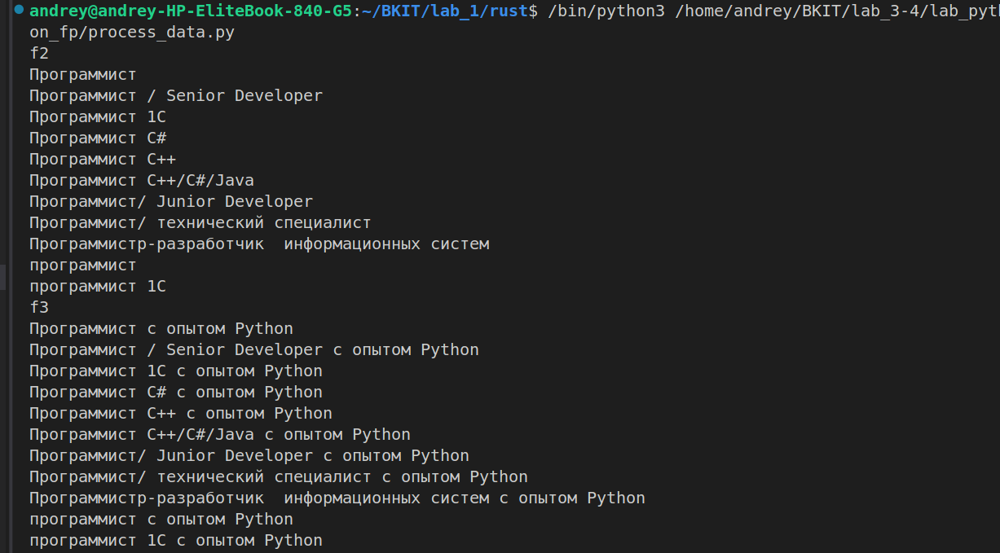 andrey@andrey-HP-EliteBook-840-G5:~/BKIT/lab_1/rust$ /bin/python3 /home/andrey/BKIT/lab_3-4/lab_pyth
on_fp/process_data.py
f2
Программист
Программист / Senior Developer
Программист 1C
Программист C#
Программист C++
Программист C++/C#/Java
Программист/ Junior Developer
Программист/ технический специалист
Программистр-разработчик  информационных систем
программист
программист 1C
f3
Программист с опытом Python
Программист / Senior Developer с опытом Python
Программист 1C с опытом Python
Программист C# с опытом Python
Программист C++ с опытом Python
Программист C++/C#/Java с опытом Python
Программист/ Junior Developer с опытом Python
Программист/ технический специалист с опытом Python
Программистр-разработчик  информационных систем с опытом Python
программист с опытом Python
программист 1C с опытом Python